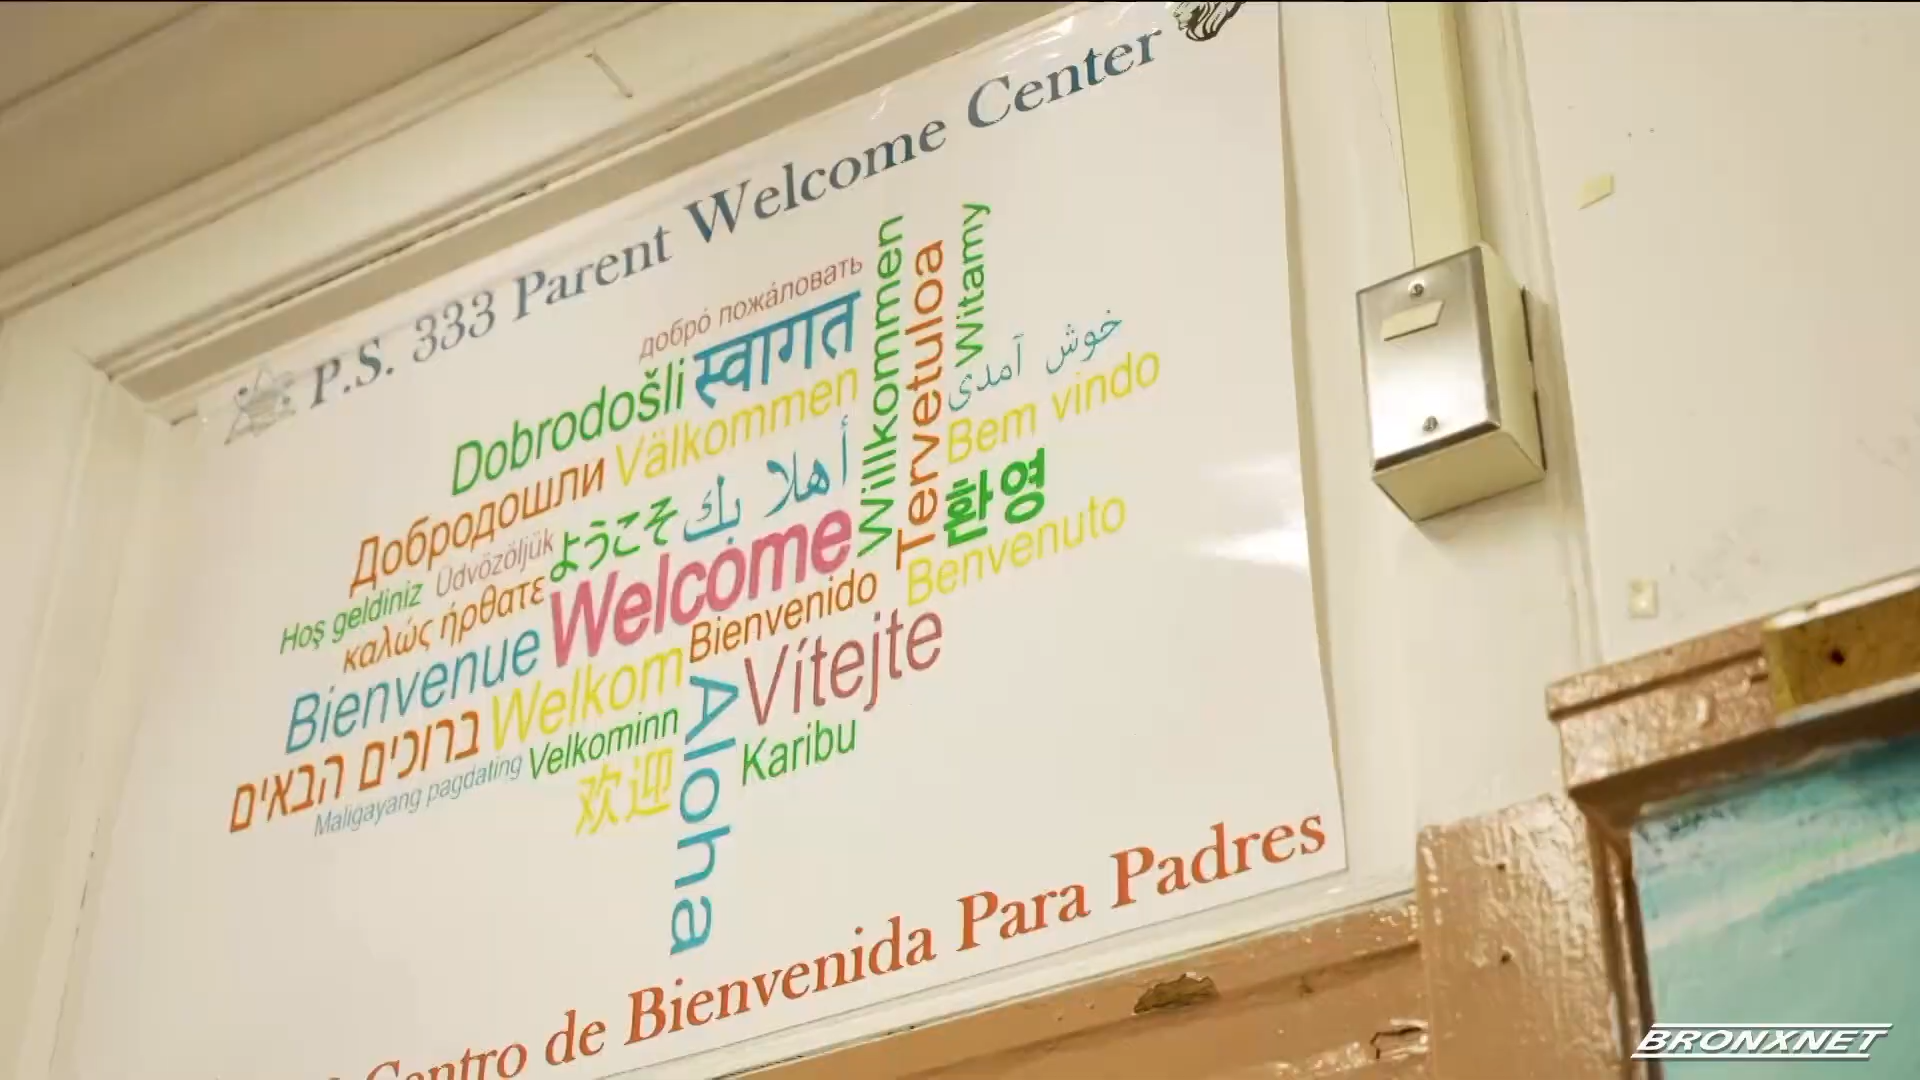 P.S. 333 Parent Welcome Center
добро́ пожа́ловать
Dobrodošli
स्वागत
Willkommen
Tervetuloa
Witamy
خوش آمدی
Добродошли
Välkommen
Bem vindo
Hoş geldiniz
Üdvözöljük
ようこそ
أهلا بك
환영
καλώς ήρθατε
Welcome
Benvenuto
Bienvenue
Bienvenido
ברוכים הבאים
Welkom
Vítejte
Maligayang pagdating
Velkominn
Aloha
Karibu
欢迎
Centro de Bienvenida Para Padres
BRONXNET